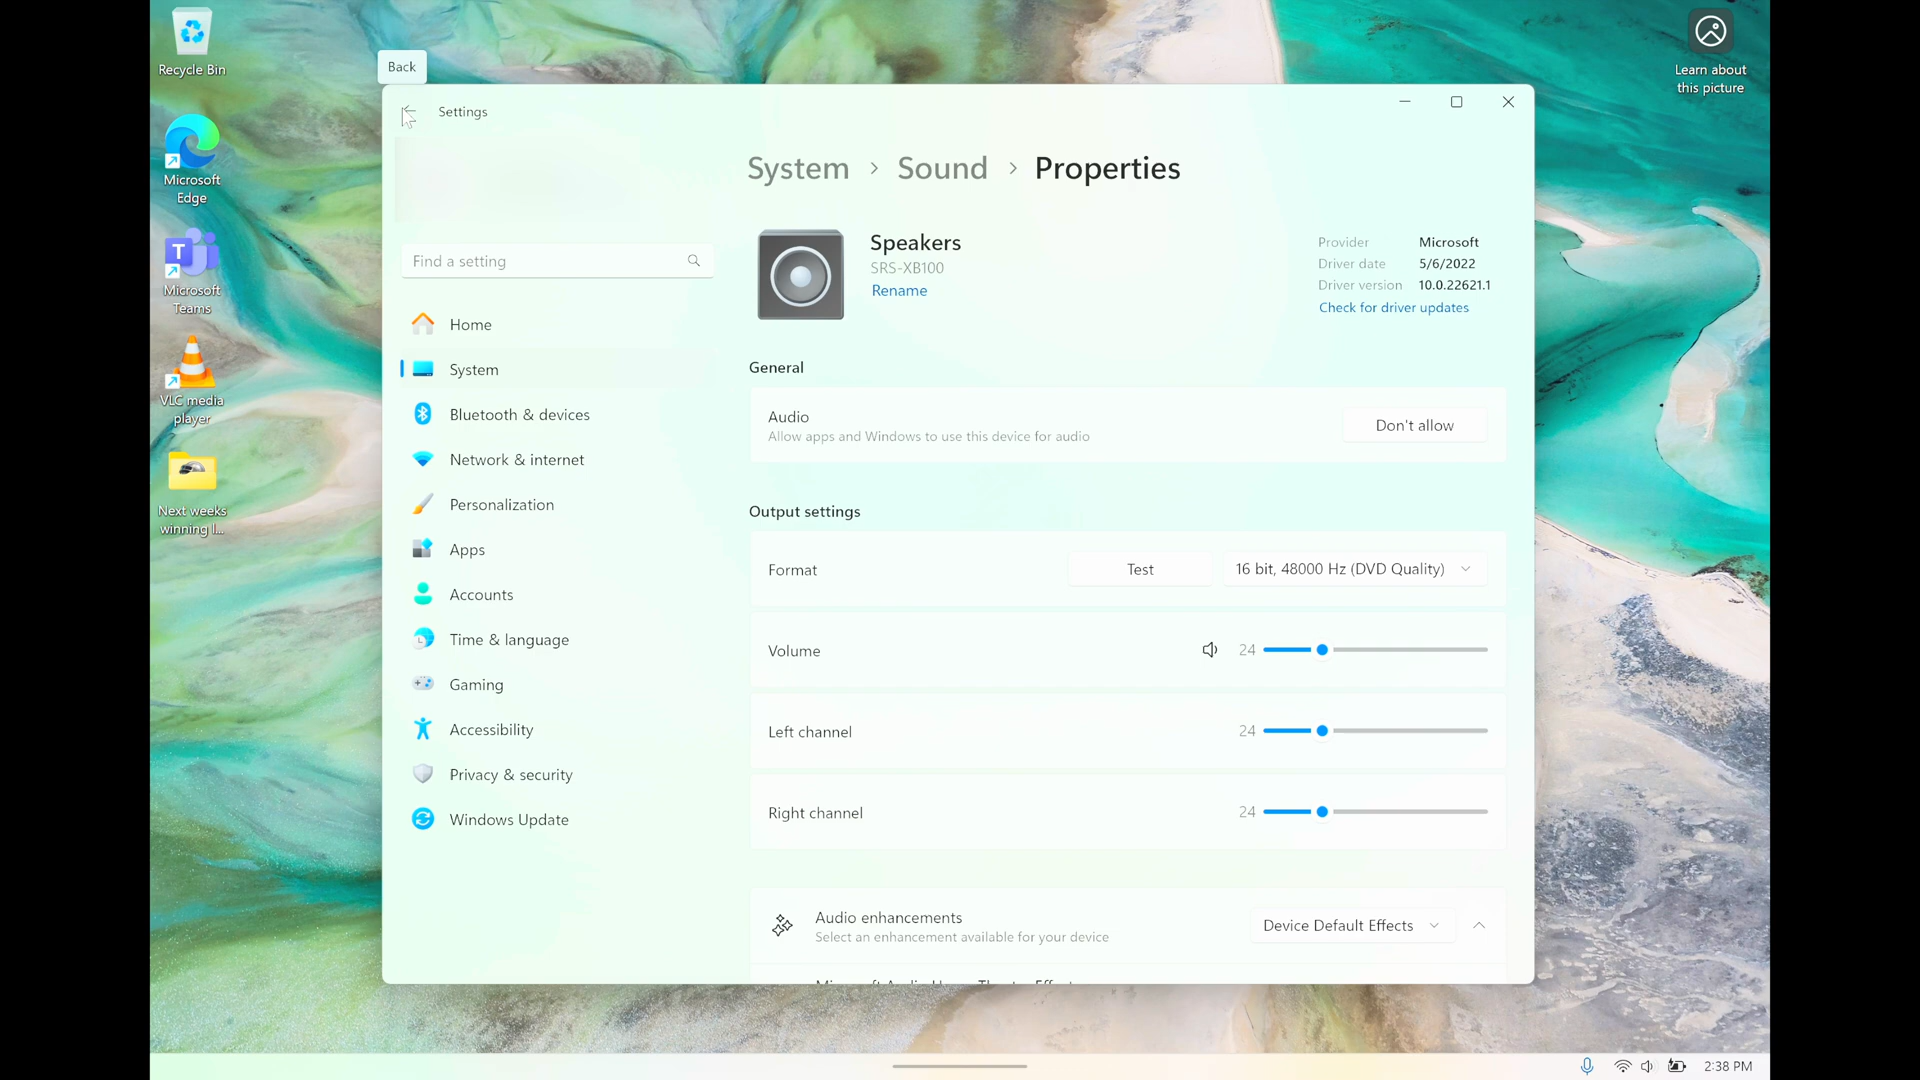 Recycle Bin
Learn about
this picture
Back
Settings
System > Sound > Properties
Microsoft
Edge
Speakers
SRS-XB100
Rename
Provider Microsoft
Driver date 5/6/2022
Driver version 10.0.22621.1
Check for driver updates
Find a setting
Microsoft
Teams
Home
System
Bluetooth & devices
Network & internet
Personalization
Apps
Accounts
Time & language
Gaming
Accessibility
Privacy & security
Windows Update
VLC media
player
Next weeks
winning l...
General
Audio
Allow apps and Windows to use this device for audio
Don't allow
Output settings
Format
Test
16 bit, 48000 Hz (DVD Quality)
Volume
24
Left channel
24
Right channel
24
Audio enhancements
Select an enhancement available for your device
Device Default Effects
2:38 PM